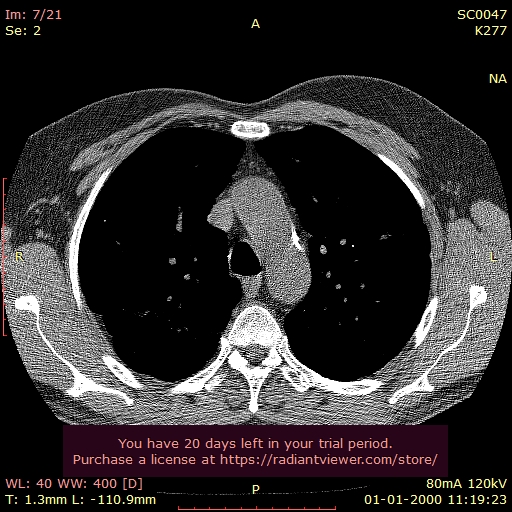 Im: 7/21
Se: 2
A
SC0047
K277
NA
R
L
You have 20 days left in your trial period.
Purchase a license at https://radiantviewer.com/store/
WL: 40 WW: 400 [D]
T: 1.3mm L: -110.9mm
P
80mA 120kV
01-01-2000 11:19:23